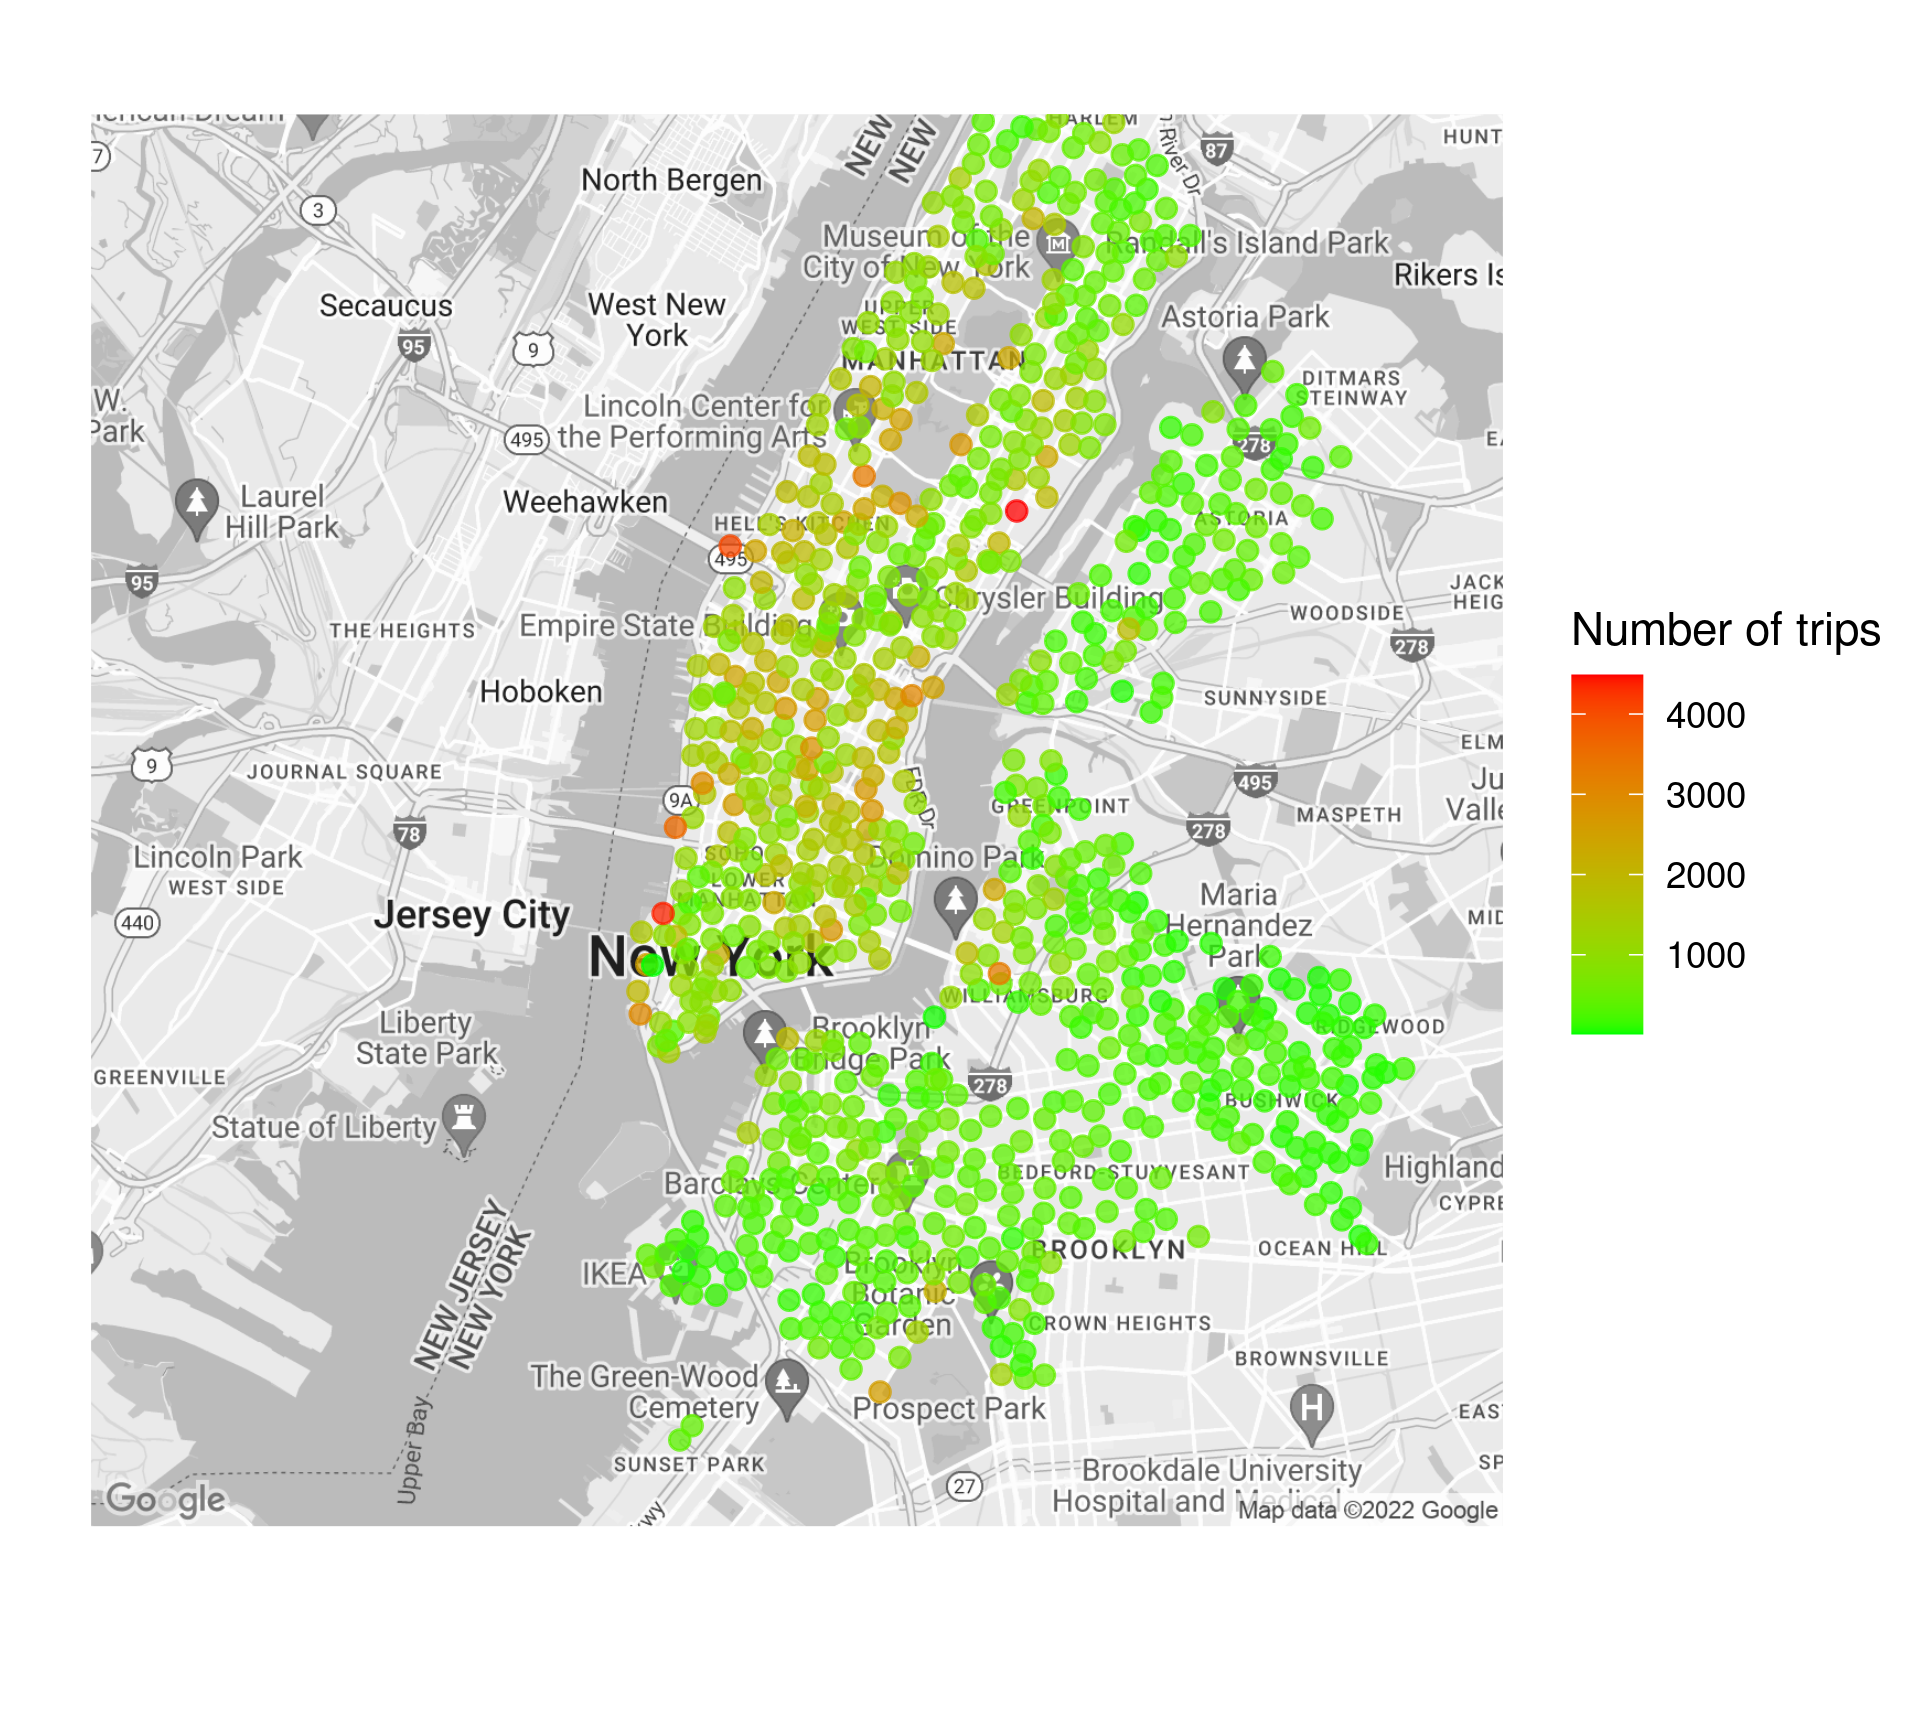 7
3
North Bergen
NEW
NEW
HARLEM
87
HUNT
Museum of the
City of New York
Randall's Island Park
Rikers Is
Secaucus
West New
York
UPPER
WEST SIDE
Astoria Park
95
9
MANHATTAN
W.
Park
DITMARS
STEINWAY
Lincoln Center for
the Performing Arts
495
278
Laurel
Hill Park
Weehawken
HELL'S KITCHEN
ASTORIA
495
95
JACK
HEIG
Chrysler Building
WOODSIDE
Empire State Building
THE HEIGHTS
278
Hoboken
SUNNYSIDE
Number of trips
4000
3000
2000
1000
9
JOURNAL SQUARE
ELM
495
9A
FDR Dr
GREENPOINT
MASPETH
Ju
Valle
78
278
Lincoln Park
WEST SIDE
SOHO
LOWER
MANHATTAN
Domino Park
Maria
Hernandez
Park
440
Jersey City
MID
New York
WILLIAMSBURG
Liberty
State Park
Brooklyn
Bridge Park
RIDGEWOOD
GREENVILLE
278
BUSHWICK
Statue of Liberty
Barclays Center
BEDFORD-STUYVESANT
Highland
CYPRE
NEW JERSEY
NEW YORK
IKEA
BROOKLYN
OCEAN HILL
Brooklyn
Botanic
Garden
CROWN HEIGHTS
BROWNSVILLE
The Green-Wood
Cemetery
Prospect Park
H
EAS
Upper Bay
SUNSET PARK
SP
27
Brookdale University
Hospital and Medical
Google
Map data ©2022 Google